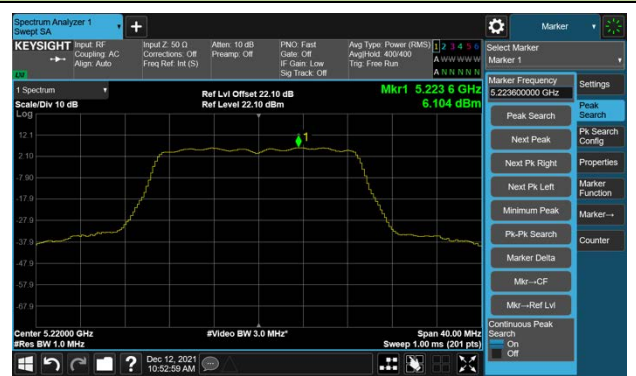 Spectrum Analyzer 1
Swept SA
+
Marker
KEYSIGHT
Input: RF
Coupling: AC
Align: Auto
Input Z: 50 Ω
Corrections: Off
Freq Ref: Int (S)
Atten: 10 dB
Preamp: Off
PNO: Fast
Gate: Off
IF Gain: Low
Sig Track: Off
Avg Type: Power (RMS)
Avg|Hold: 400/400
Trig: Free Run
1 2 3 4 5 6
A W W W W W
A N N N N N
LV
Select Marker
Marker 1
1 Spectrum
Scale/Div 10 dB
Log
Ref Lvl Offset 22.10 dB
Ref Level 22.10 dBm
Mkr1 5.223 6 GHz
6.104 dBm
12.1
2.10
-7.90
-17.9
-27.9
-37.9
-47.9
-57.9
-67.9
1
Center 5.22000 GHz
#Res BW 1.0 MHz
#Video BW 3.0 MHz*
Span 40.00 MHz
Sweep 1.00 ms (201 pts)
Marker Frequency
5.223600000 GHz
Peak Search
Next Peak
Next Pk Right
Next Pk Left
Minimum Peak
Pk-Pk Search
Marker Delta
Mkr→CF
Mkr→Ref Lvl
Continuous Peak
Search
On
Off
Settings
Peak
Search
Pk Search
Config
Properties
Marker
Function
Marker→
Counter
?
Dec 12, 2021
10:52:59 AM